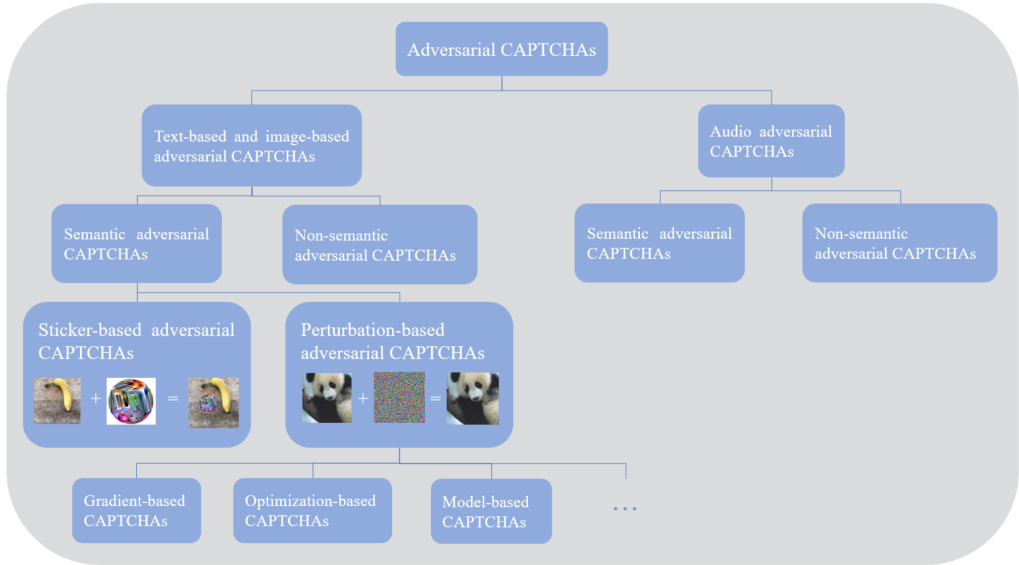 Adversarial CAPTCHAs
Text-based and image-based
adversarial CAPTCHAs
Audio adversarial
CAPTCHAs
Semantic adversarial
CAPTCHAs
Non-semantic
adversarial CAPTCHAs
Semantic adversarial
CAPTCHAs
Non-semantic
adversarial CAPTCHAs
Sticker-based adversarial
CAPTCHAs
+ =
Perturbation-based
adversarial CAPTCHAs
+ =
Gradient-based
CAPTCHAs
Optimization-based
CAPTCHAs
Model-based
CAPTCHAs
...